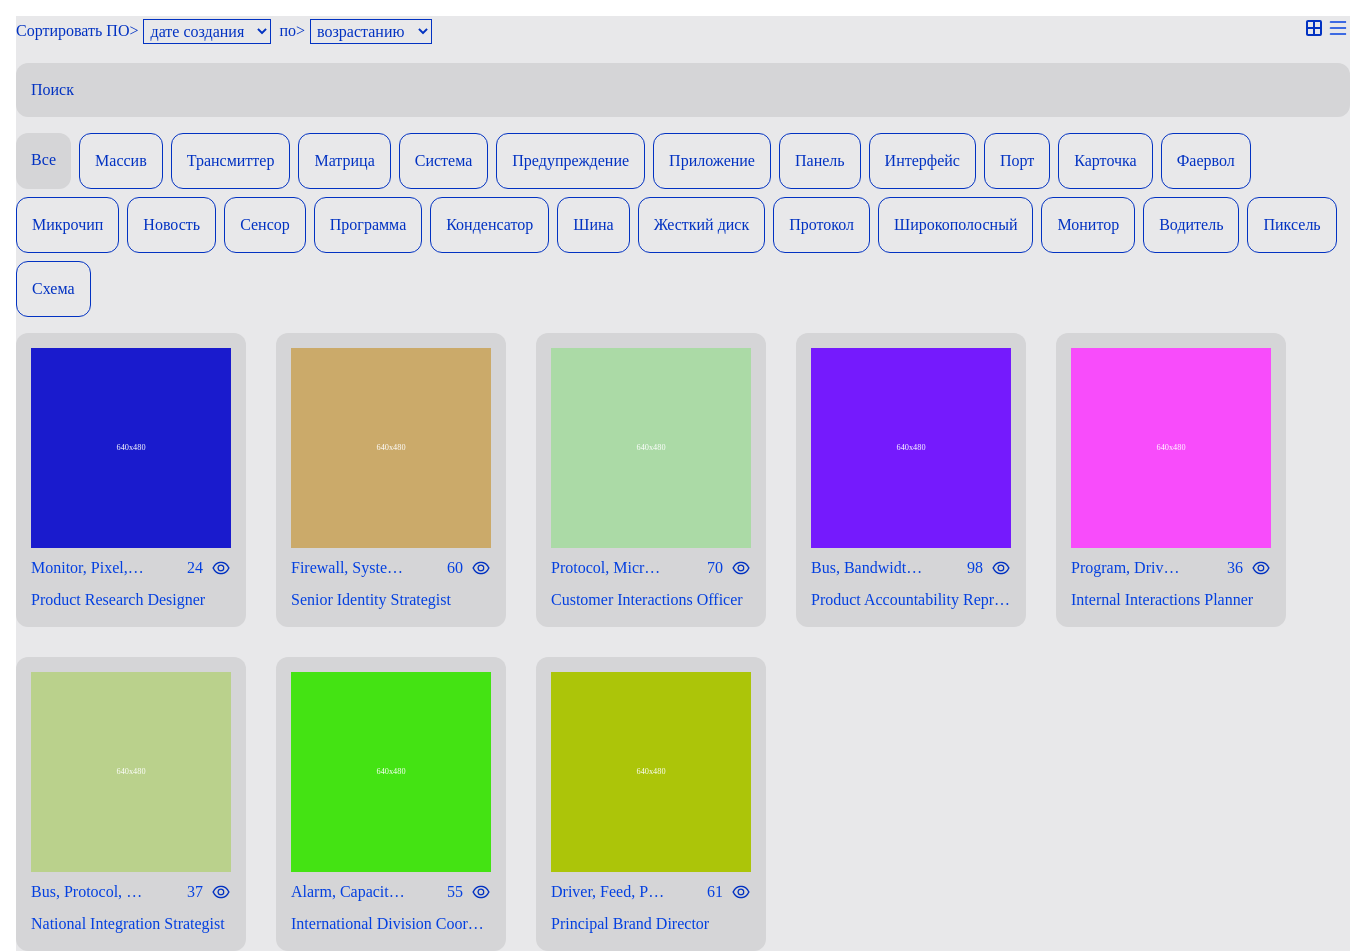 Сортировать ПО> дате создания по> возрастанию
Поиск
Все Массив Трансмиттер Матрица Система Предупреждение Приложение Панель Интерфейс Порт Карточка Фаервол
Микрочип Новость Сенсор Программа Конденсатор Шина Жесткий диск Протокол Широкополосный Монитор Водитель Пиксель
Схема
640x480 640x480 640x480 640x480 640x480
Monitor, Pixel,… 24 Firewall, Syste… 60 Protocol, Micr… 70 Bus, Bandwidt… 98 Program, Driv… 36
Product Research Designer Senior Identity Strategist Customer Interactions Officer Product Accountability Repr… Internal Interactions Planner
640x480 640x480 640x480
Bus, Protocol, … 37 Alarm, Capacit… 55 Driver, Feed, P… 61
National Integration Strategist International Division Coor… Principal Brand Director